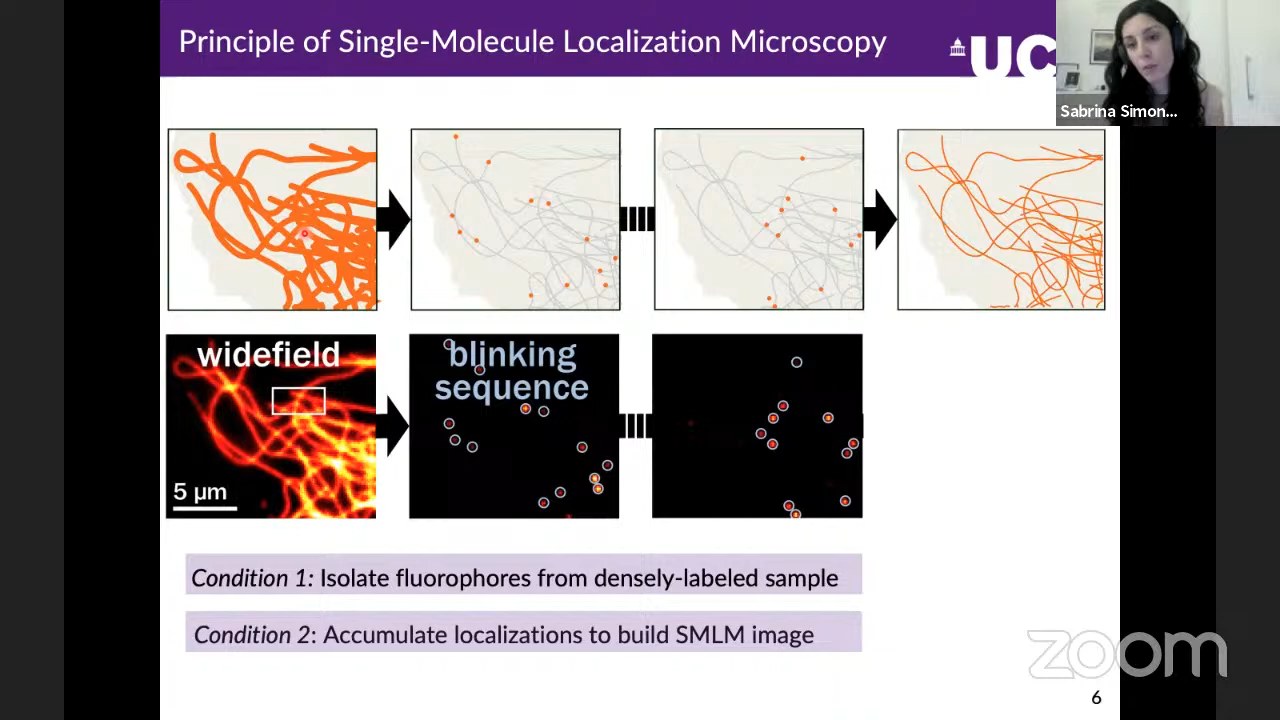 Principle of Single-Molecule Localization Microscopy
UC
Sabrina Simon...
widefield
5 µm
blinking
sequence
Condition 1: Isolate fluorophores from densely-labeled sample
Condition 2: Accumulate localizations to build SMLM image
zoom
6